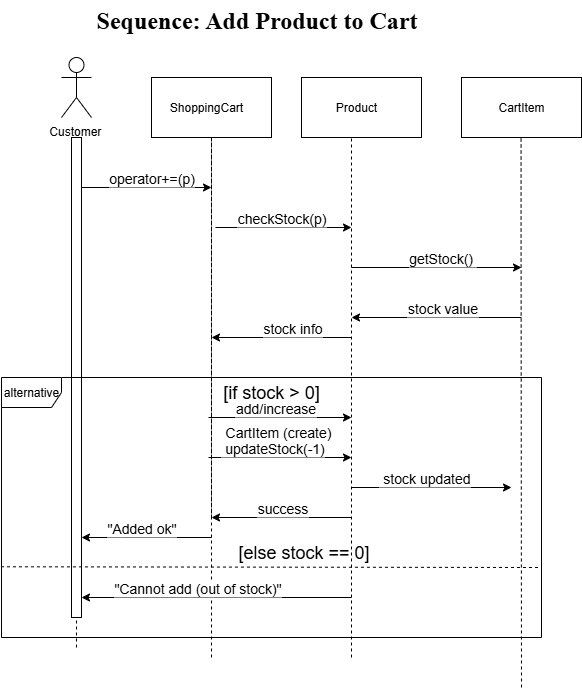 Sequence: Add Product to Cart
Customer
ShoppingCart
Product
CartItem
operator+=(p)
checkStock(p)
getStock()
stock value
stock info
alternative
[if stock > 0]
add/increase
CartItem (create)
updateStock(-1)
stock updated
success
"Added ok"
[else stock == 0]
"Cannot add (out of stock)"